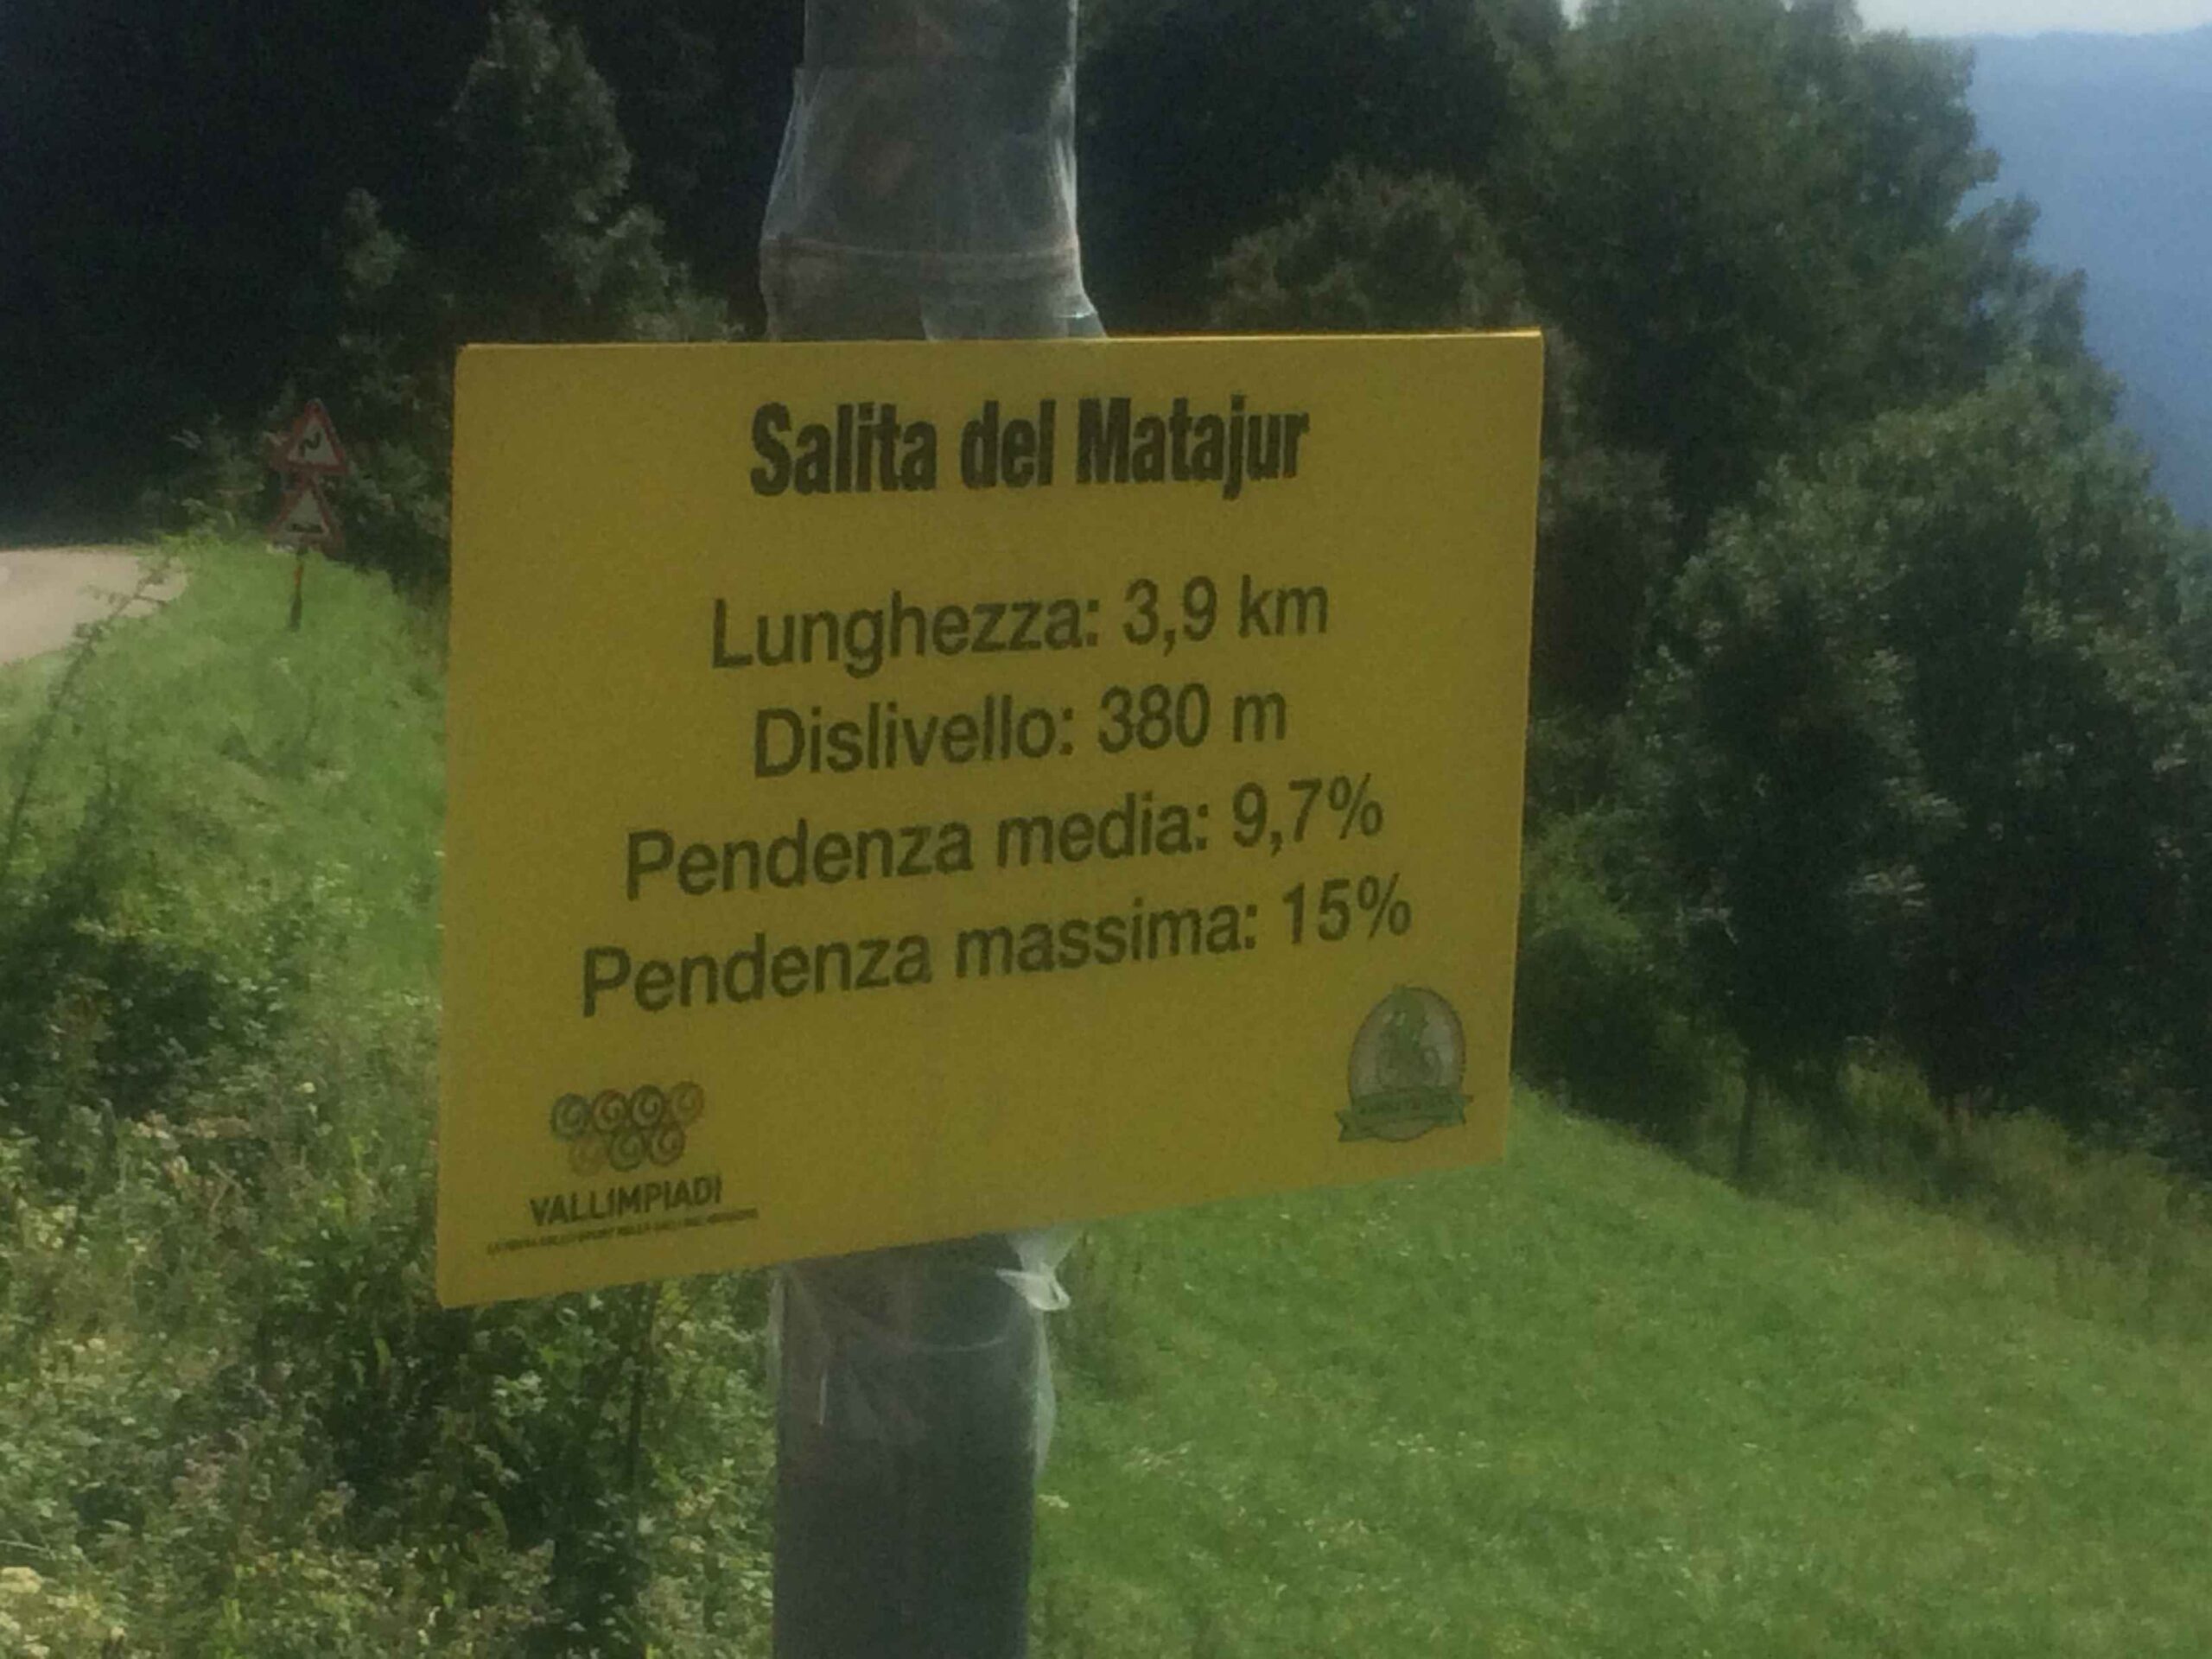 Salita del Matajur
Lunghezza: 3,9 km
Dislivello: 380 m
Pendenza media: 9,7%
Pendenza massima: 15%
VALLIMPIADI